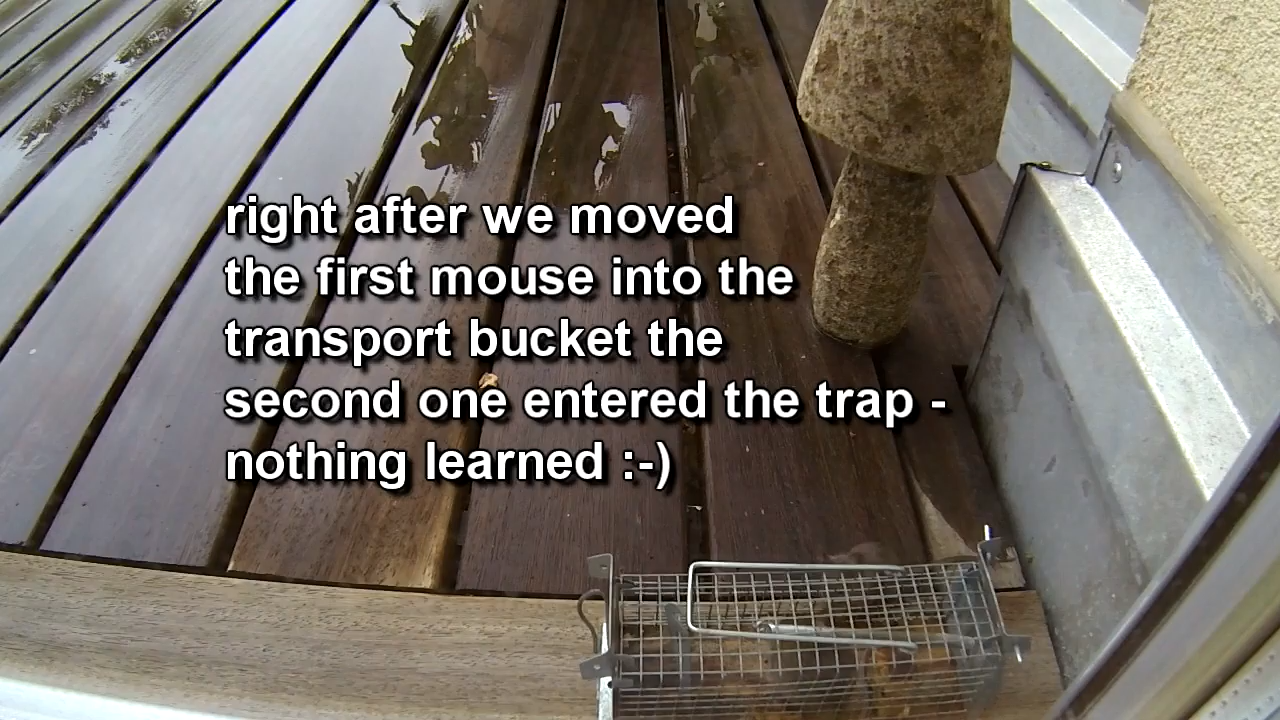 right after we moved
the first mouse into the
transport bucket the
second one entered the trap -
nothing learned :-)